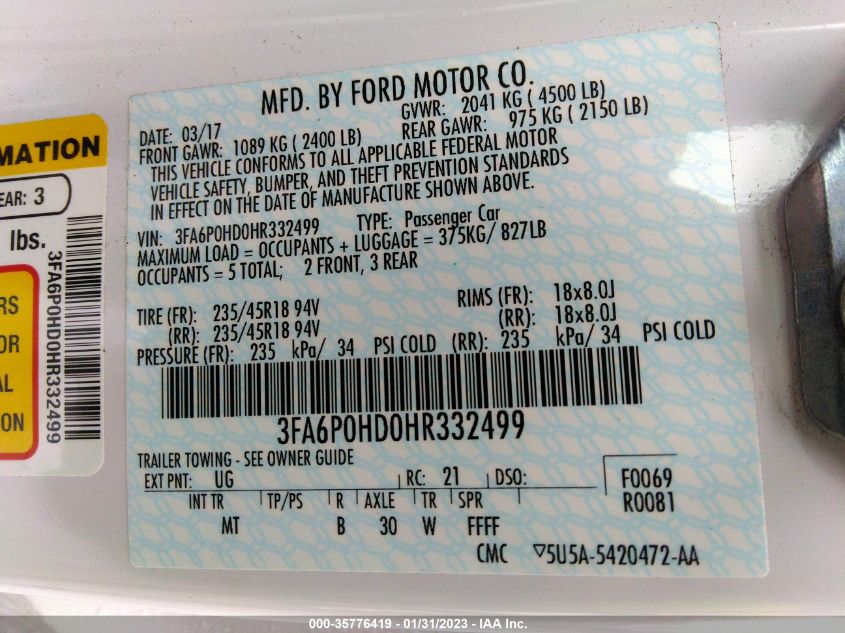 MFD. BY FORD MOTOR CO.
DATE: 03/17 GVWR: 2041 KG ( 4500 LB)
FRONT GAWR: 1089 KG ( 2400 LB) REAR GAWR: 975 KG ( 2150 LB)
THIS VEHICLE CONFORMS TO ALL APPLICABLE FEDERAL MOTOR
VEHICLE SAFETY, BUMPER, AND THEFT PREVENTION STANDARDS
IN EFFECT ON THE DATE OF MANUFACTURE SHOWN ABOVE.
VIN: 3FA6P0HD0HR332499 TYPE: Passenger Car
MAXIMUM LOAD = OCCUPANTS + LUGGAGE = 375KG/ 827LB
OCCUPANTS = 5 TOTAL; 2 FRONT, 3 REAR
TIRE (FR): 235/45R18 94V RIMS (FR): 18x8.0J
(RR): 235/45R18 94V (RR): 18x8.0J
PRESSURE (FR): 235 kPa/ 34 PSI COLD (RR): 235 kPa/ 34 PSI COLD
3FA6P0HD0HR332499
TRAILER TOWING - SEE OWNER GUIDE
EXT PNT: UG RC: 21 DSO: F0069
INT TR TP/PS R AXLE TR SPR R0081
MT B 30 W FFFF
CMC ▽5U5A-5420472-AA
MATION
EAR: 3
lbs.
3FA6P0HD0HR332499
RS
OR
AL
ON
000-35776419 - 01/31/2023 - IAA Inc.